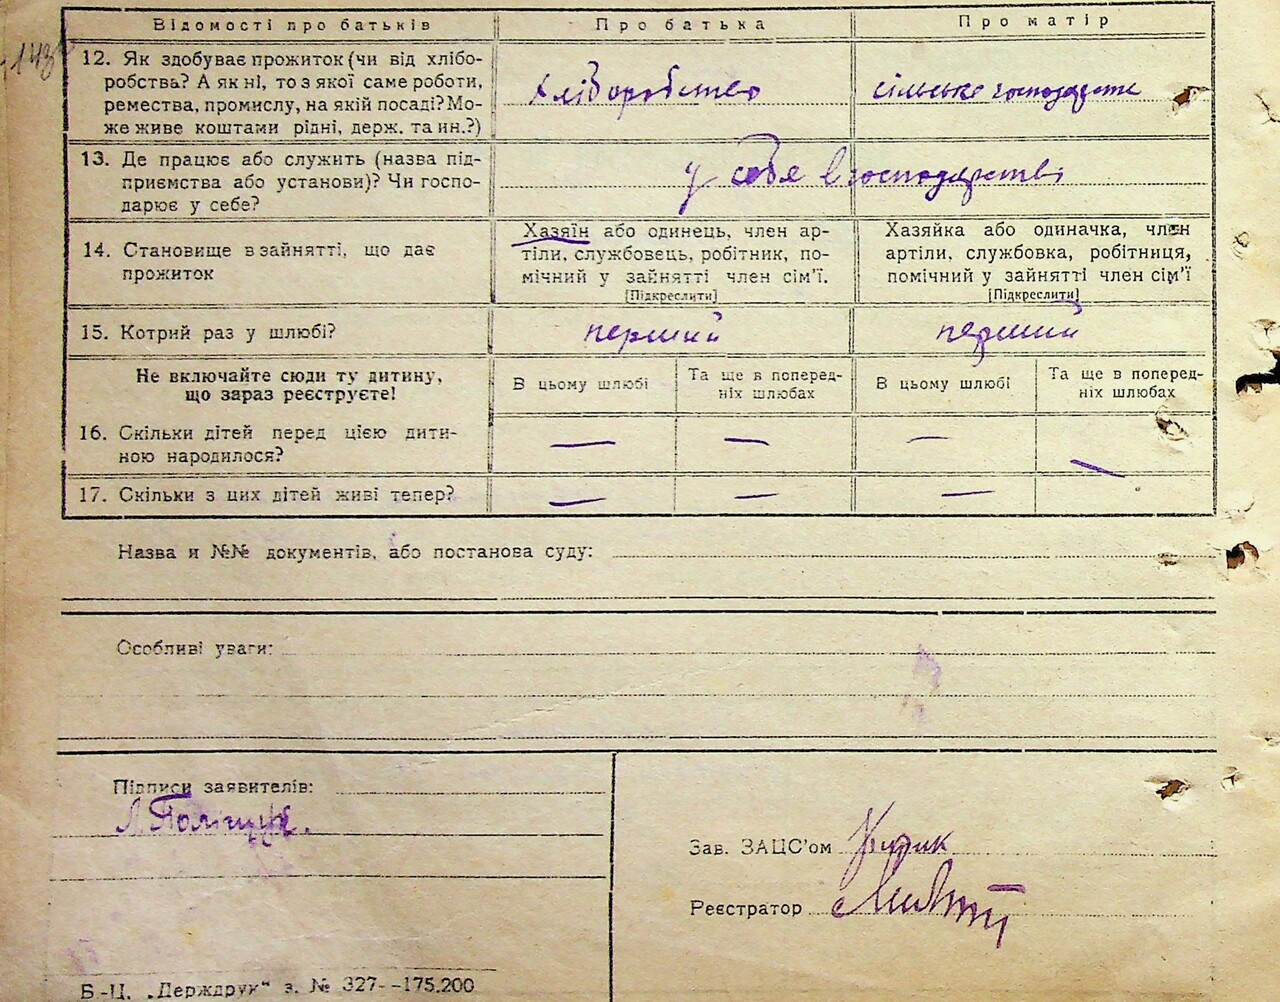 Відомості про батьків Про батька Про матір
143
12. Як здобуває прожиток (чи від хлібо-
робства? А як ні, то з якої саме роботи,
ремества, промислу, на якій посаді? Мо-
же живе коштами рідні, держ. та ин.?)
хліборобство сільське господарство
13. Де працює або служить (назва під-
приємства або установи)? Чи госпо-
дарює у себе?
у себе в господарстві
14. Становище в зайнятті, що дає
прожиток
Хазяїн або одинець, член ар-
тіли, службовець, робітник, по-
мічний у зайнятті член сім'ї.
[Підкреслити]
Хазяйка або одиначка, член
артіли, службовка, робітниця,
помічний у зайнятті член сім'ї
[Підкреслити]
15. Котрий раз у шлюбі? перший перший
Не включайте сюди ту дитину,
що зараз реєструєте!
В цьому шлюбі
Та ще в поперед-
ніх шлюбах
В цьому шлюбі
Та ще в поперед-
ніх шлюбах
16. Скільки дітей перед цією дити-
ною народилося?
— — — —
17. Скільки з цих дітей живі тепер? — — —
Назва и №№ документів, або постанова суду:
Особливі уваги:
Підписи заявителів:
Л. Поліщук.
Зав. ЗАЦС'ом
Реєстратор
Б-Ц. „Держдрук" з. № 327--175.200